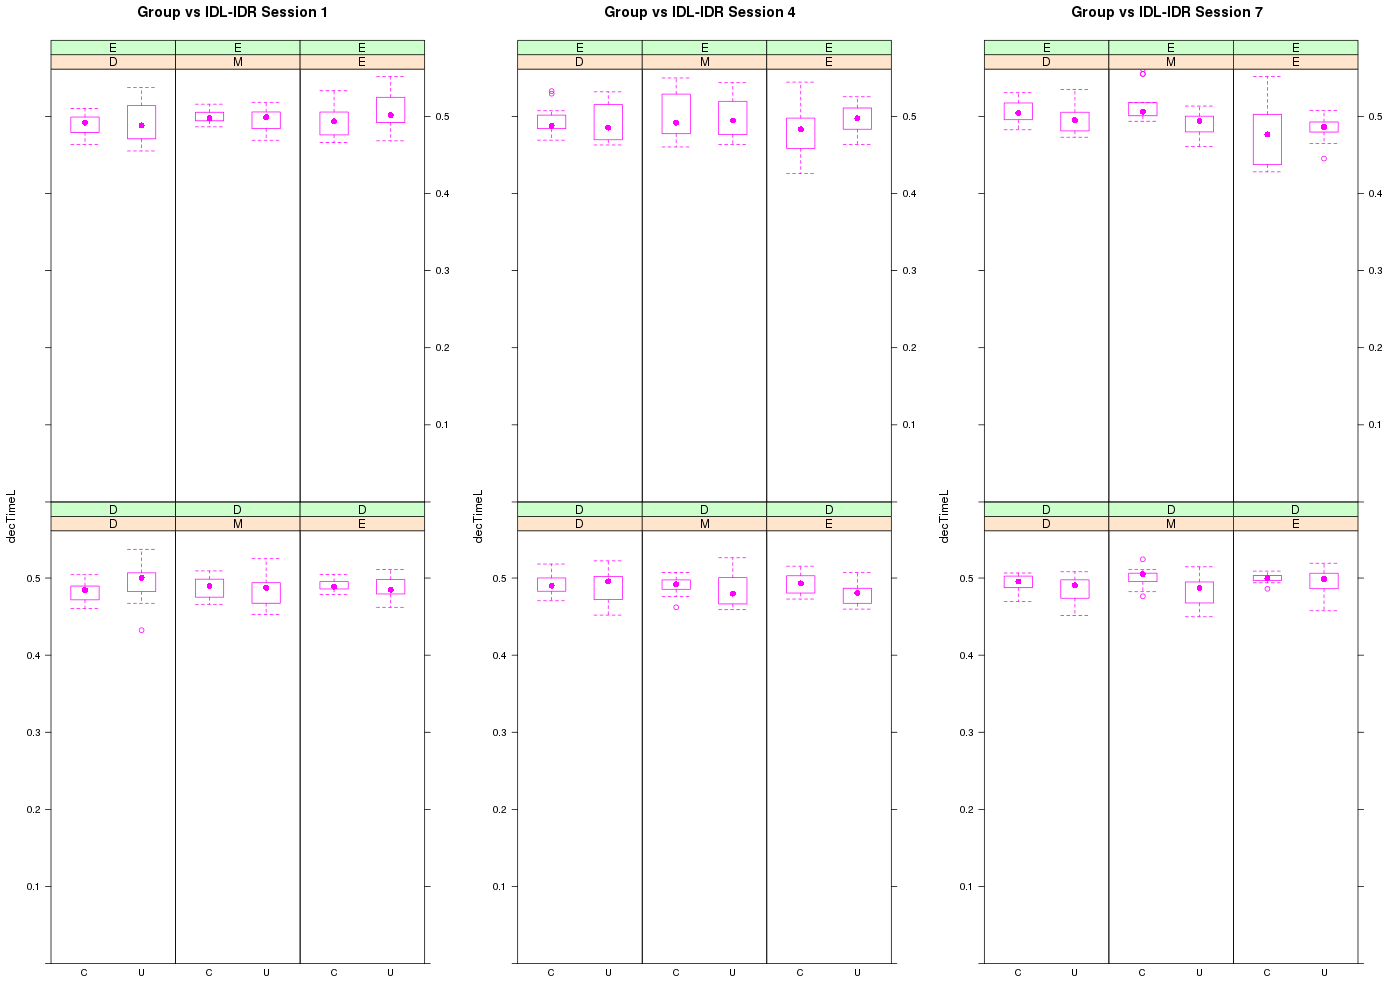 Group vs IDL-IDR Session 1 Group vs IDL-IDR Session 4 Group vs IDL-IDR Session 7
E E E E E E E E E
D M E D M E D M E
0.5 0.5 0.5
0.4 0.4 0.4
0.3 0.3 0.3
0.2 0.2 0.2
0.1 0.1 0.1
decTimeL decTimeL decTimeL
D D D D D D D D D
D M E D M E D M E
0.5 0.5 0.5
0.4 0.4 0.4
0.3 0.3 0.3
0.2 0.2 0.2
0.1 0.1 0.1
C U C U C U C U C U C U C U C U C U